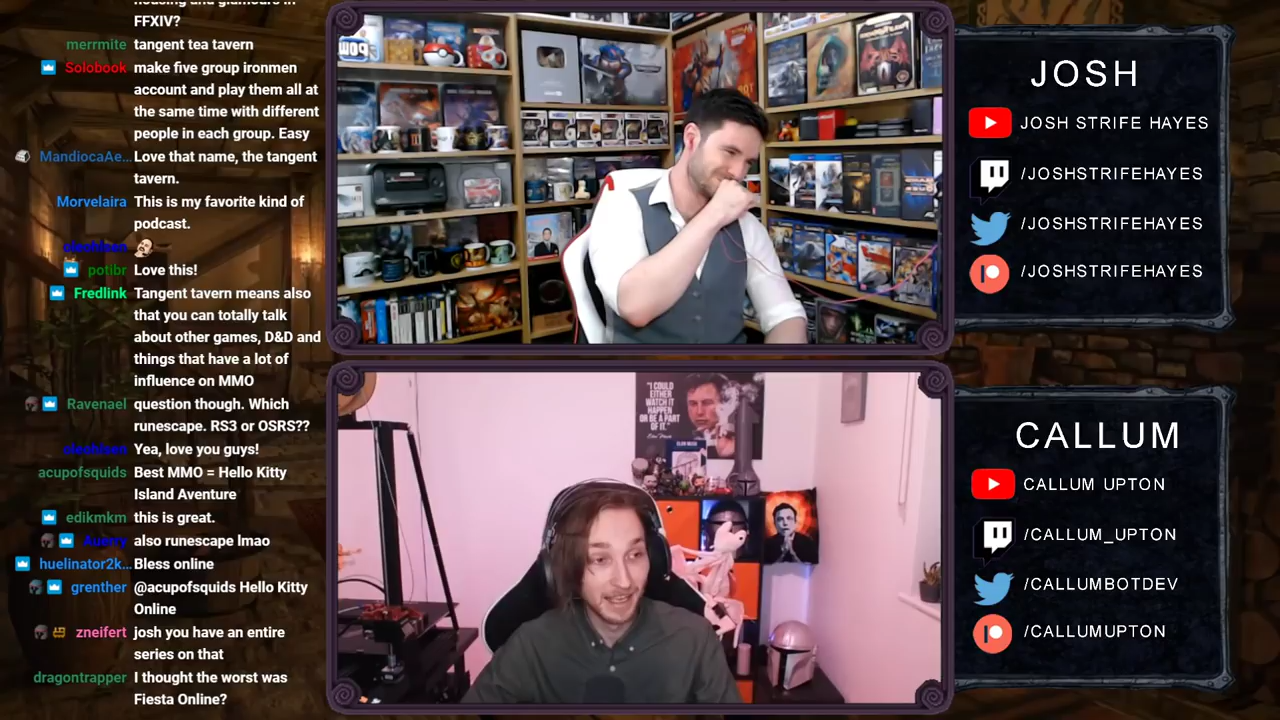 housing and glamours in
FFXIV?
merrmite tangent tea tavern
Solobook make five group ironmen
account and play them all at
the same time with different
people in each group. Easy
MandiocaAe... Love that name, the tangent
tavern.
Morvelaira This is my favorite kind of
podcast.
potibr Love this!
Fredlink Tangent tavern means also
that you can totally talk
about other games, D&D and
things that have a lot of
influence on MMO
Ravenael question though. Which
runescape. RS3 or OSRS??
Yea, love you guys!
acupofsquids Best MMO = Hello Kitty
Island Aventure
edikmkm this is great.
Auerry also runescape lmao
huelinator2k... Bless online
grenther @acupofsquids Hello Kitty
Online
zneifert josh you have an entire
series on that
dragontrapper I thought the worst was
Fiesta Online?
"I COULD
EITHER
WATCH IT
HAPPEN
OR BE A PART
OF IT."
JOSH
JOSH STRIFE HAYES
/JOSHSTRIFEHAYES
/JOSHSTRIFEHAYES
/JOSHSTRIFEHAYES
CALLUM
CALLUM UPTON
/CALLUM_UPTON
/CALLUMBOTDEV
/CALLUMUPTON